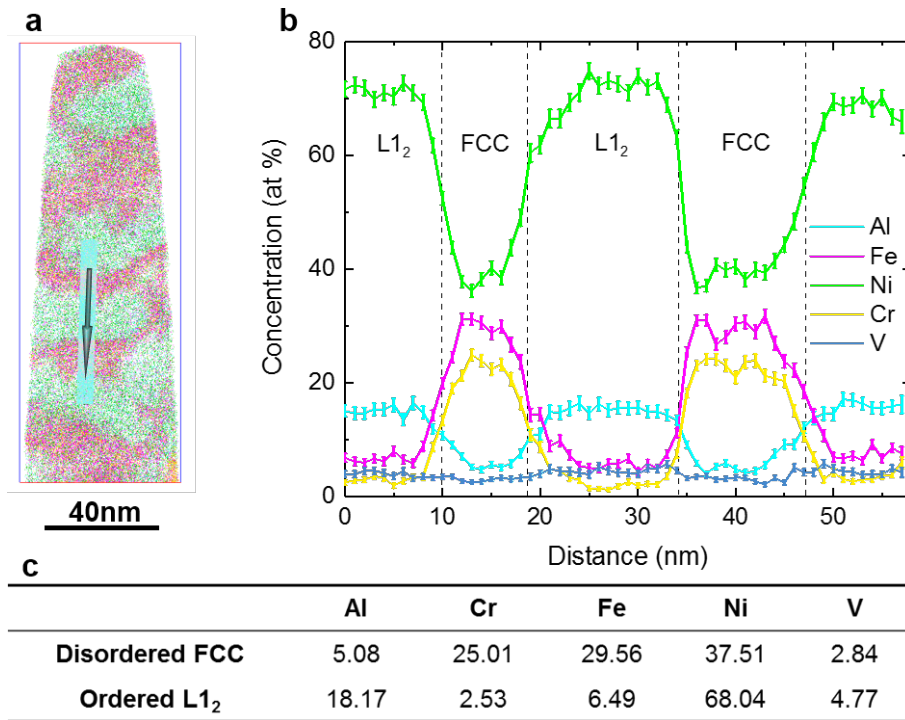 a
40nm
b
Concentration (at %)
80
60
40
20
0
L1₂ FCC L1₂ FCC
Al
Fe
Ni
Cr
V
0 10 20 30 40 50
Distance (nm)
c
Al Cr Fe Ni V
Disordered FCC 5.08 25.01 29.56 37.51 2.84
Ordered L1₂ 18.17 2.53 6.49 68.04 4.77